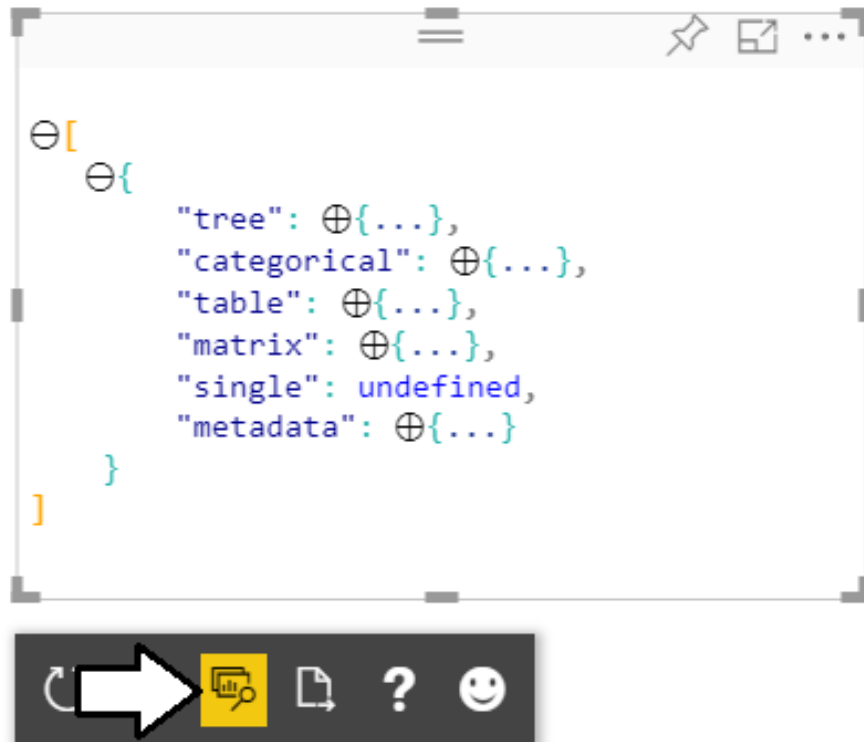 [
{
"tree": {...},
"categorical": {...},
"table": {...},
"matrix": {...},
"single": undefined,
"metadata": {...}
}
]
?